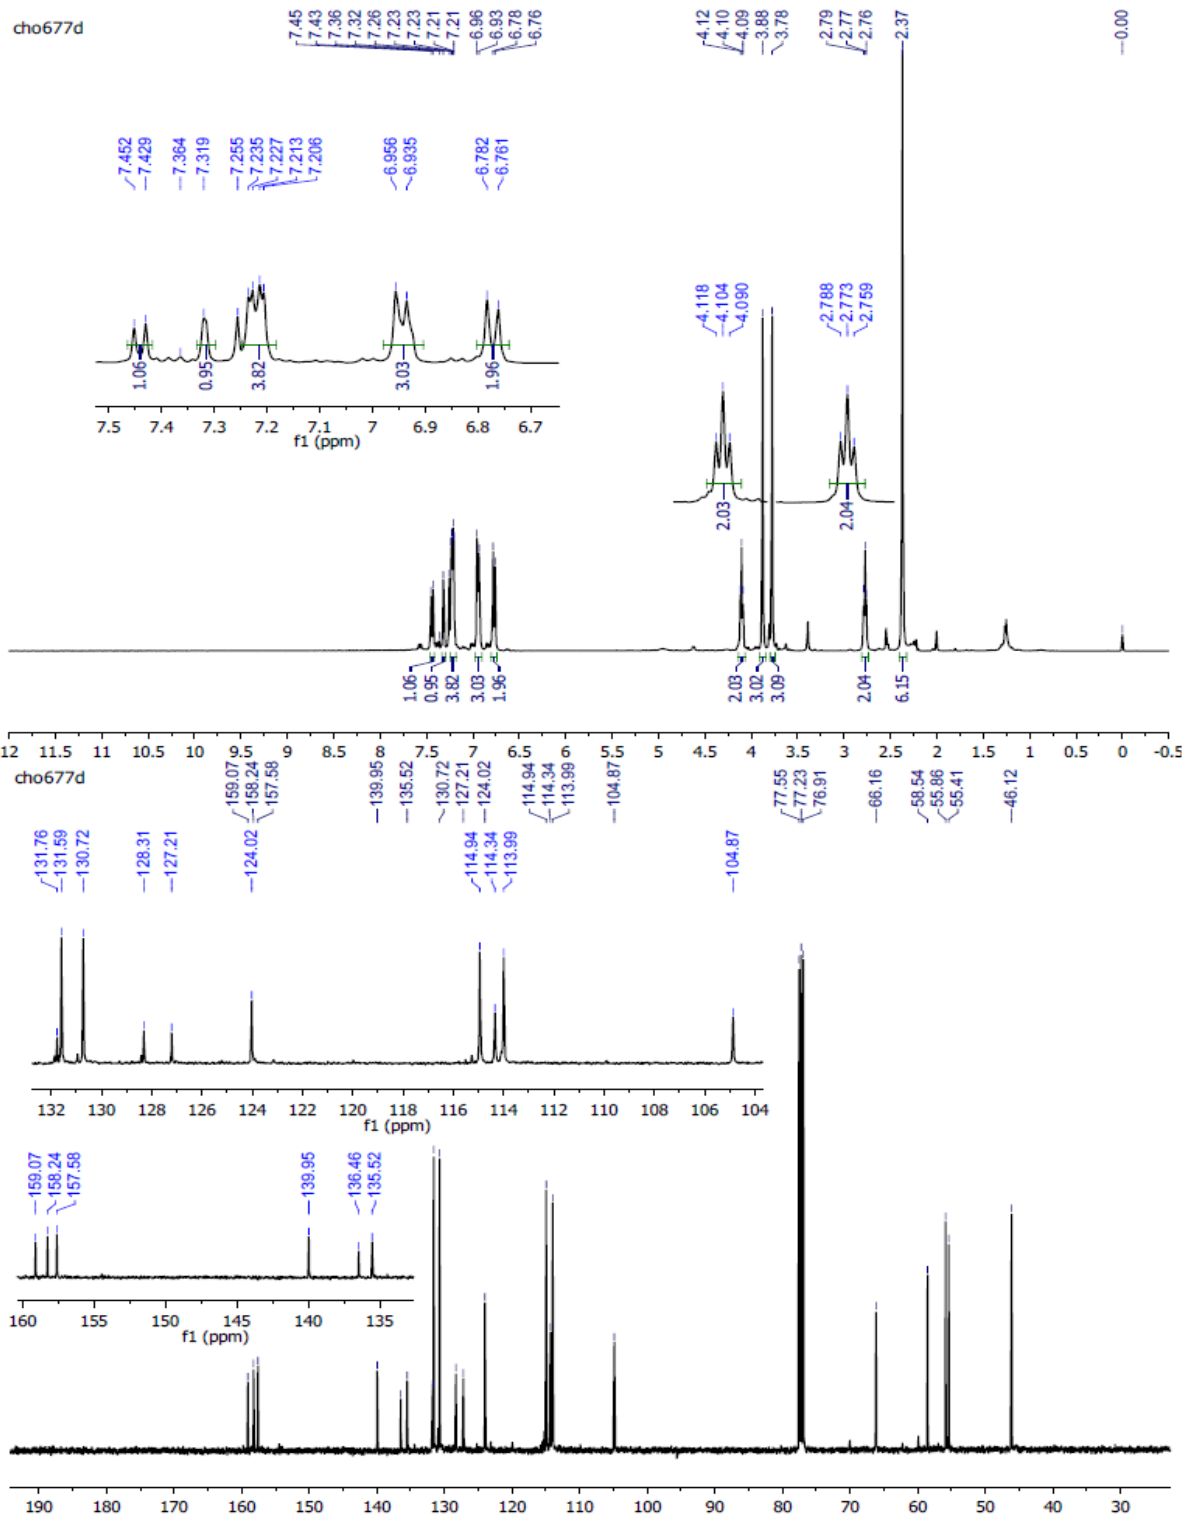 cho677d
7.45 7.43 7.36 7.32 7.26 7.23 7.23 7.21 7.21 6.96 6.93 6.78 6.76 4.12 4.10 4.09 3.88 3.78 2.79 2.77 2.76 2.37 0.00
7.452 7.429 7.364 7.319 7.255 7.235 7.227 7.213 7.206 6.956 6.935 6.782 6.761
4.118 4.104 4.090 2.788 2.773 2.759
1.06 0.95 3.82 3.03 1.96
7.5 7.4 7.3 7.2 7.1 7 6.9 6.8 6.7
f1 (ppm)
2.03 2.04
1.06 0.95 3.82 3.03 1.96 2.03 3.02 3.09 2.04 6.15
12 11.5 11 10.5 10 9.5 9 8.5 8 7.5 7.0 6.5 6 5.5 5 4.5 4.0 3.5 3 2.5 2 1.5 1 0.5 0 -0.5
cho677d
159.07 158.24 157.58 139.95 135.52 130.72 127.21 124.02 114.94 114.34 113.99 104.87 77.55 77.23 76.91 66.16 58.54 55.86 55.41 46.12
131.76 131.59 130.72 128.31 127.21 124.02 114.94 114.34 113.99 104.87
132 130 128 126 124 122 120 118 116 114 112 110 108 106 104
f1 (ppm)
159.07 158.24 157.58 139.95 136.46 135.52
160 155 150 145 140 135
f1 (ppm)
190 180 170 160 150 140 130 120 110 100 90 80 70 60 50 40 30